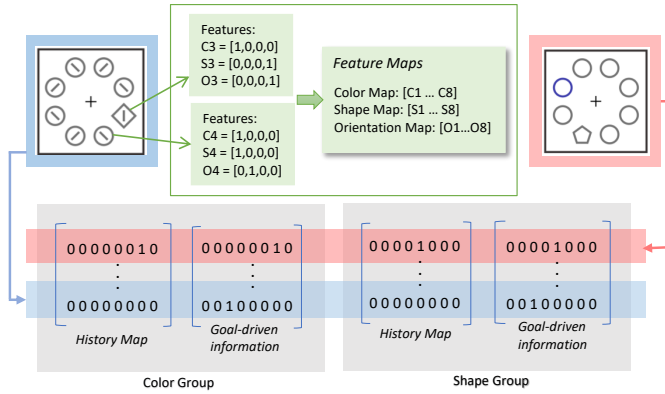 Features:
C3 = [1,0,0,0]
S3 = [0,0,0,1]
O3 = [0,0,0,1]
Features:
C4 = [1,0,0,0]
S4 = [1,0,0,0]
O4 = [0,1,0,0]
Feature Maps
Color Map: [C1 ... C8]
Shape Map: [S1 ... S8]
Orientation Map: [O1...O8]
0 0 0 0 0 0 1 0
0 0 0 0 0 0 1 0
0 0 0 0 1 0 0 0
0 0 0 0 1 0 0 0
0 0 0 0 0 0 0 0
0 0 1 0 0 0 0 0
0 0 0 0 0 0 0 0
0 0 1 0 0 0 0 0
History Map
Goal-driven
information
History Map
Goal-driven
information
Color Group
Shape Group